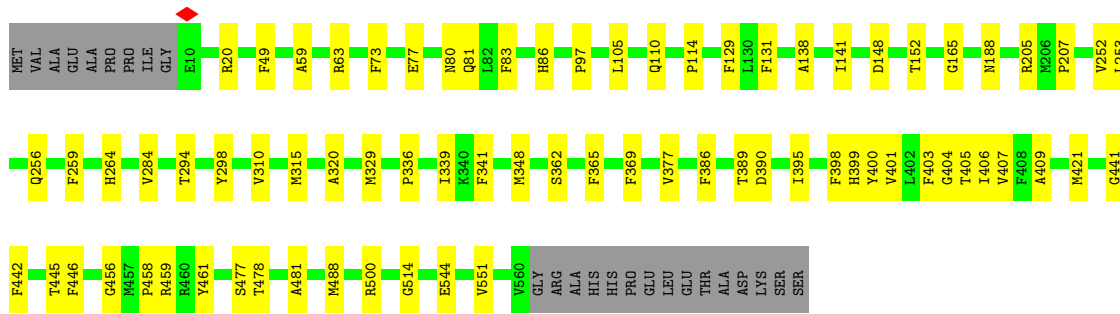 MET VAL ALA GLU ALA PRO PRO ILE GLY E10 R20 F49 A59 R63 F73 E77 N80 Q81 L82 F83 H86 P97 L105 Q110 P114 F129 L130 F131 A138 I141 D148 T152 G165 N188 R205 M206 P207 V252
Q256 F259 H264 V284 T294 Y298 V310 M315 A320 M329 P336 I339 K340 F341 M348 S362 F365 F369 V377 F386 T389 D390 I395 F398 H399 Y400 V401 L402 F403 G404 T405 I406 V407 F408 A409 M421 G441
F442 T445 F446 G456 M457 P458 R459 R460 Y461 S477 T478 A481 M488 R500 G514 E544 V551 V560 GLY ARG ALA HIS HIS PRO GLU LEU GLU THR ALA ASP LYS SER SER